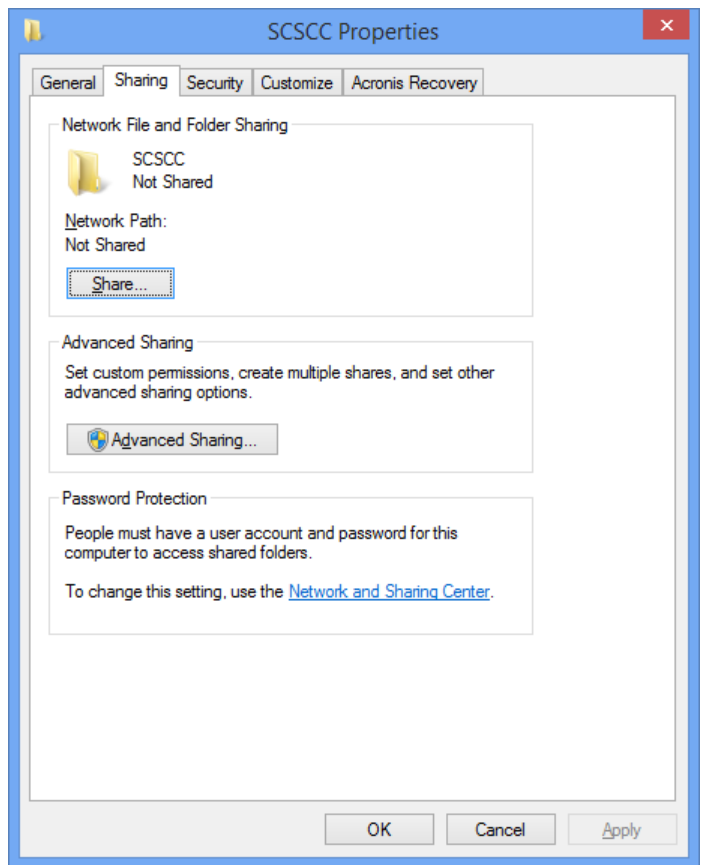 SCSCC Properties
General Sharing Security Customize Acronis Recovery
Network File and Folder Sharing
SCSCC
Not Shared
Network Path:
Not Shared
Share...
Advanced Sharing
Set custom permissions, create multiple shares, and set other
advanced sharing options.
Advanced Sharing...
Password Protection
People must have a user account and password for this
computer to access shared folders.
To change this setting, use the Network and Sharing Center.
OK Cancel Apply